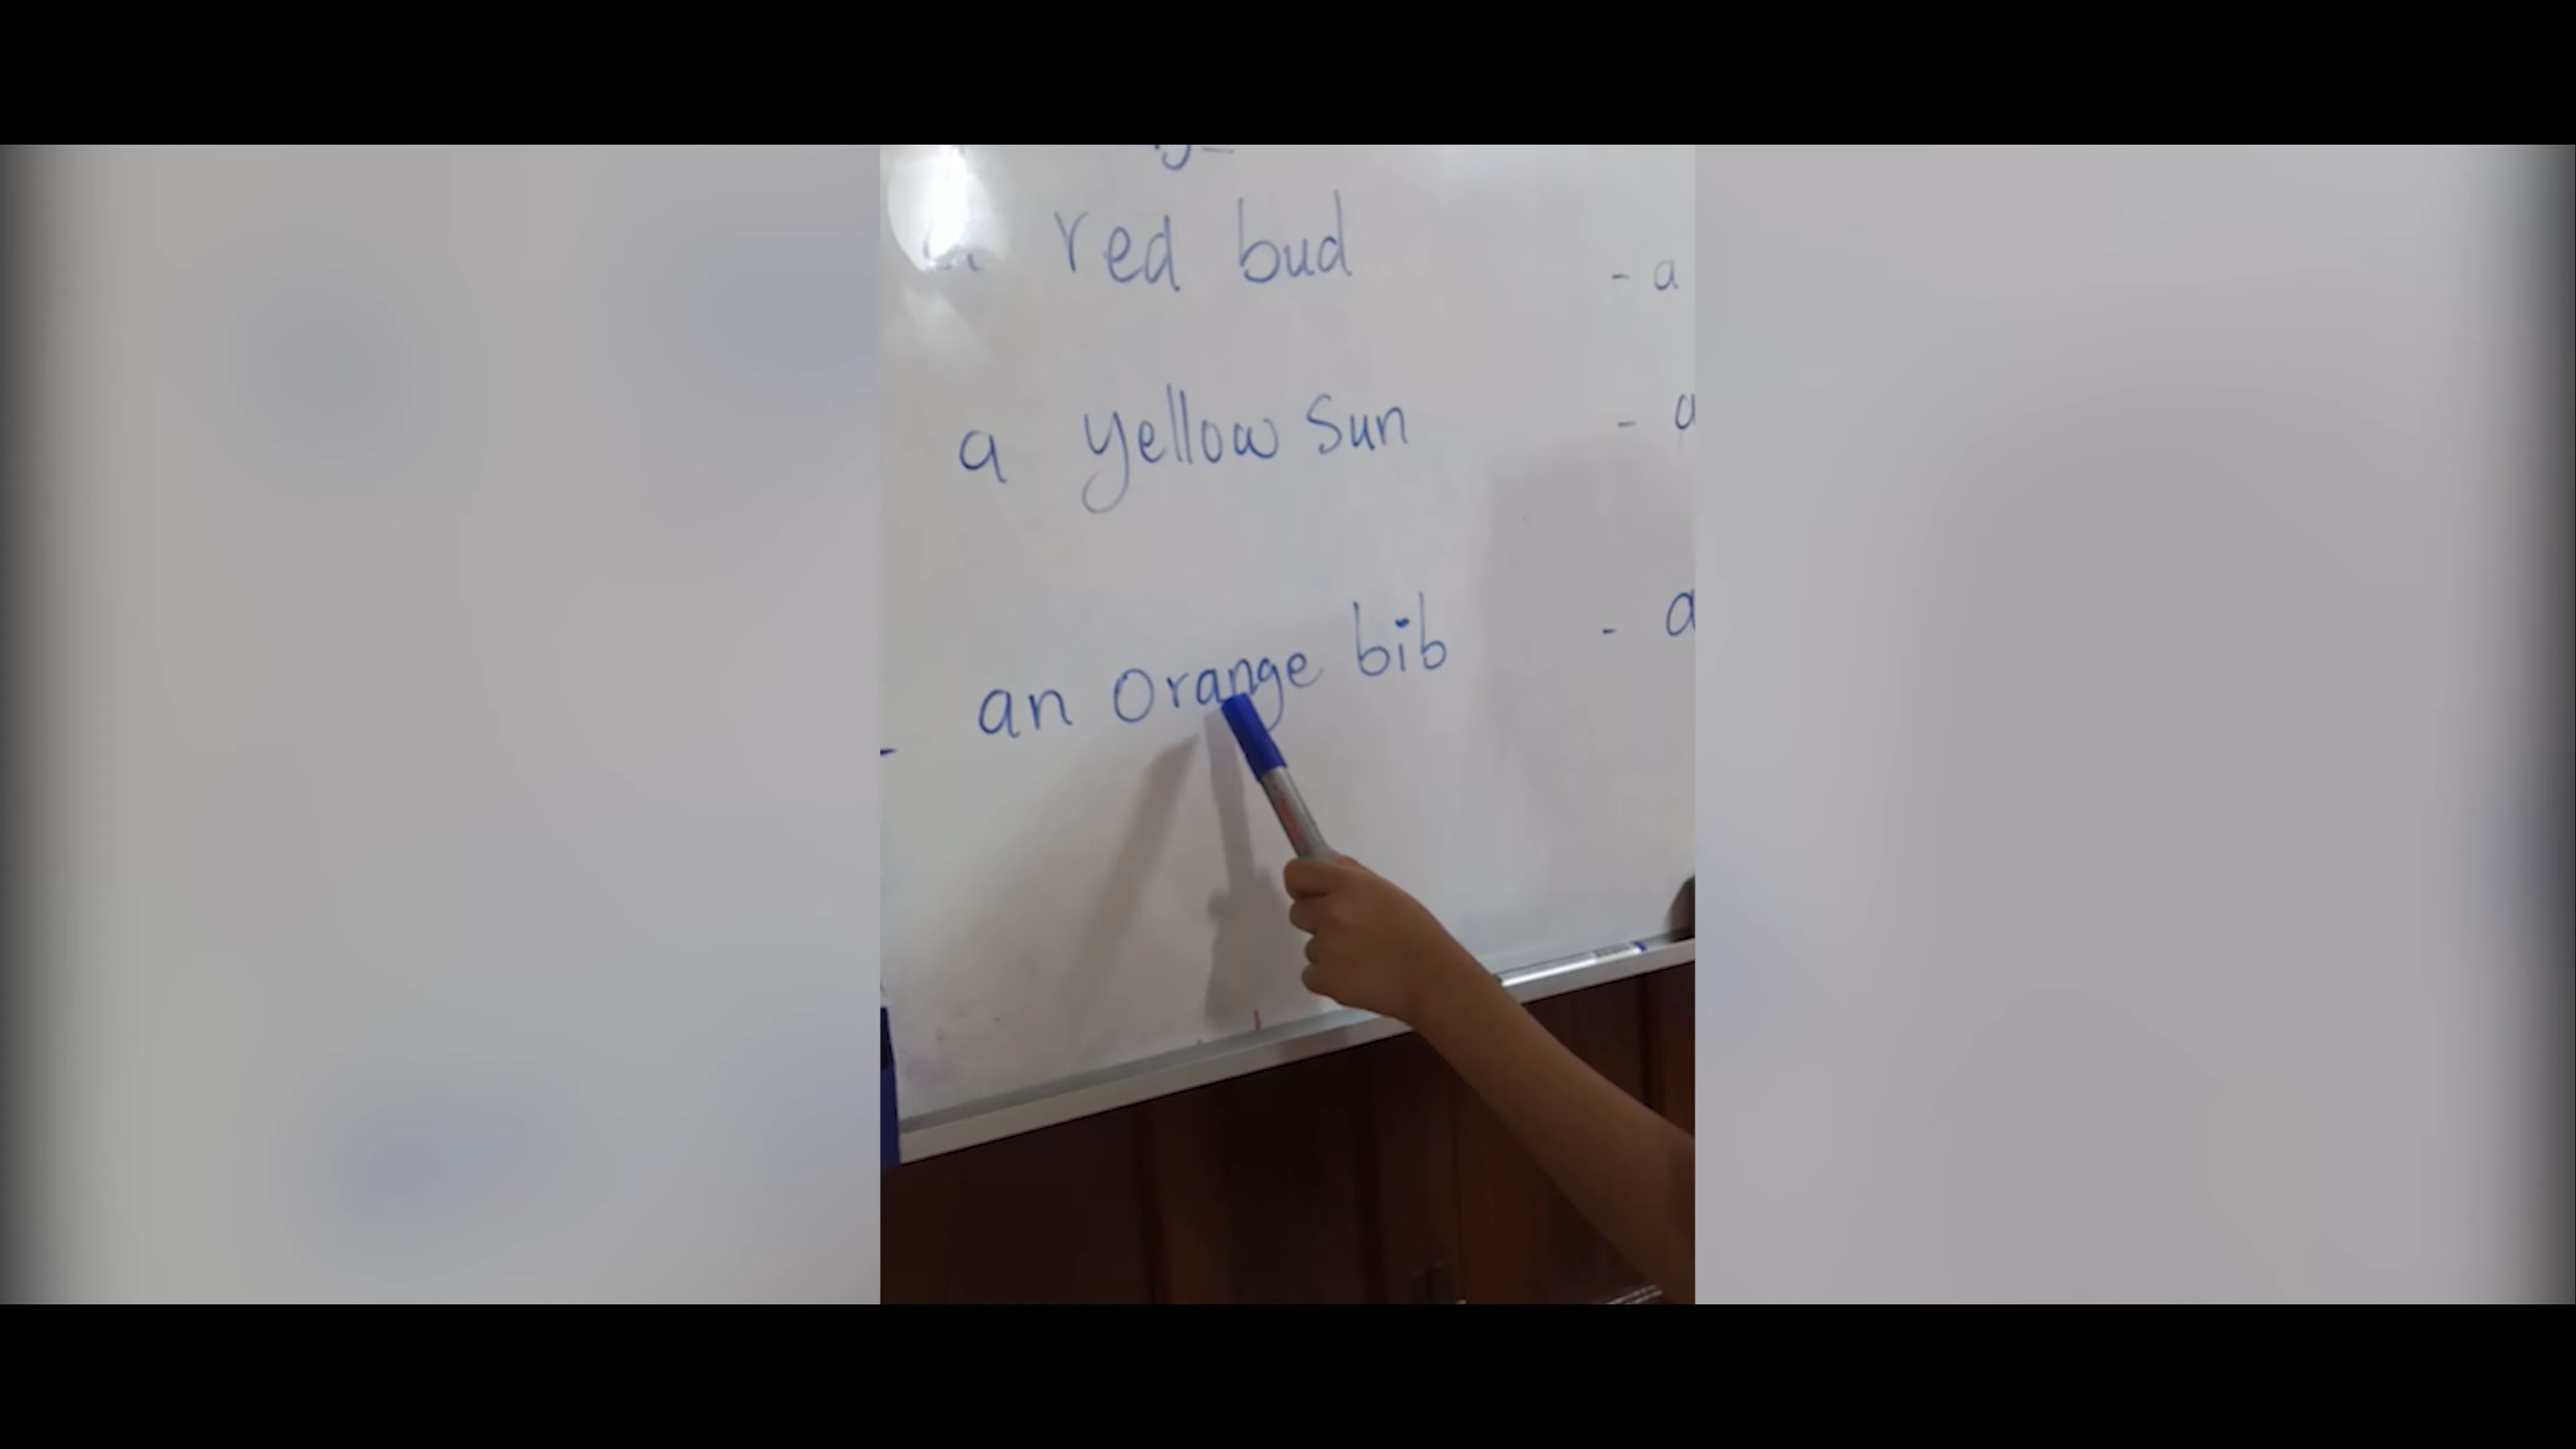 a red bud - a
a yellow sun - a
- an orange bib - a